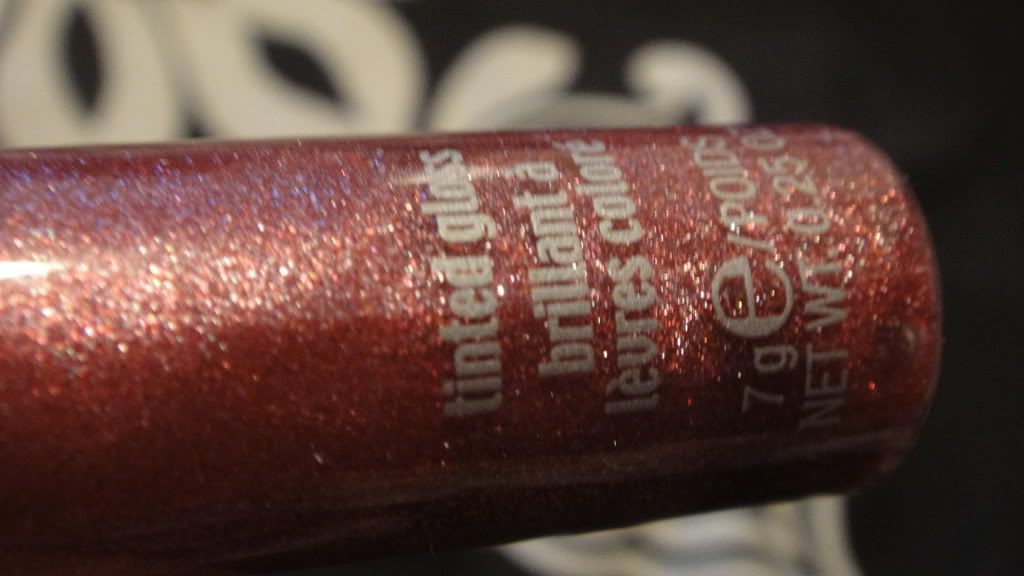 tinted gloss
brillant à
lèvres coloré
7 g e/POIDS
NET WT. 0.25